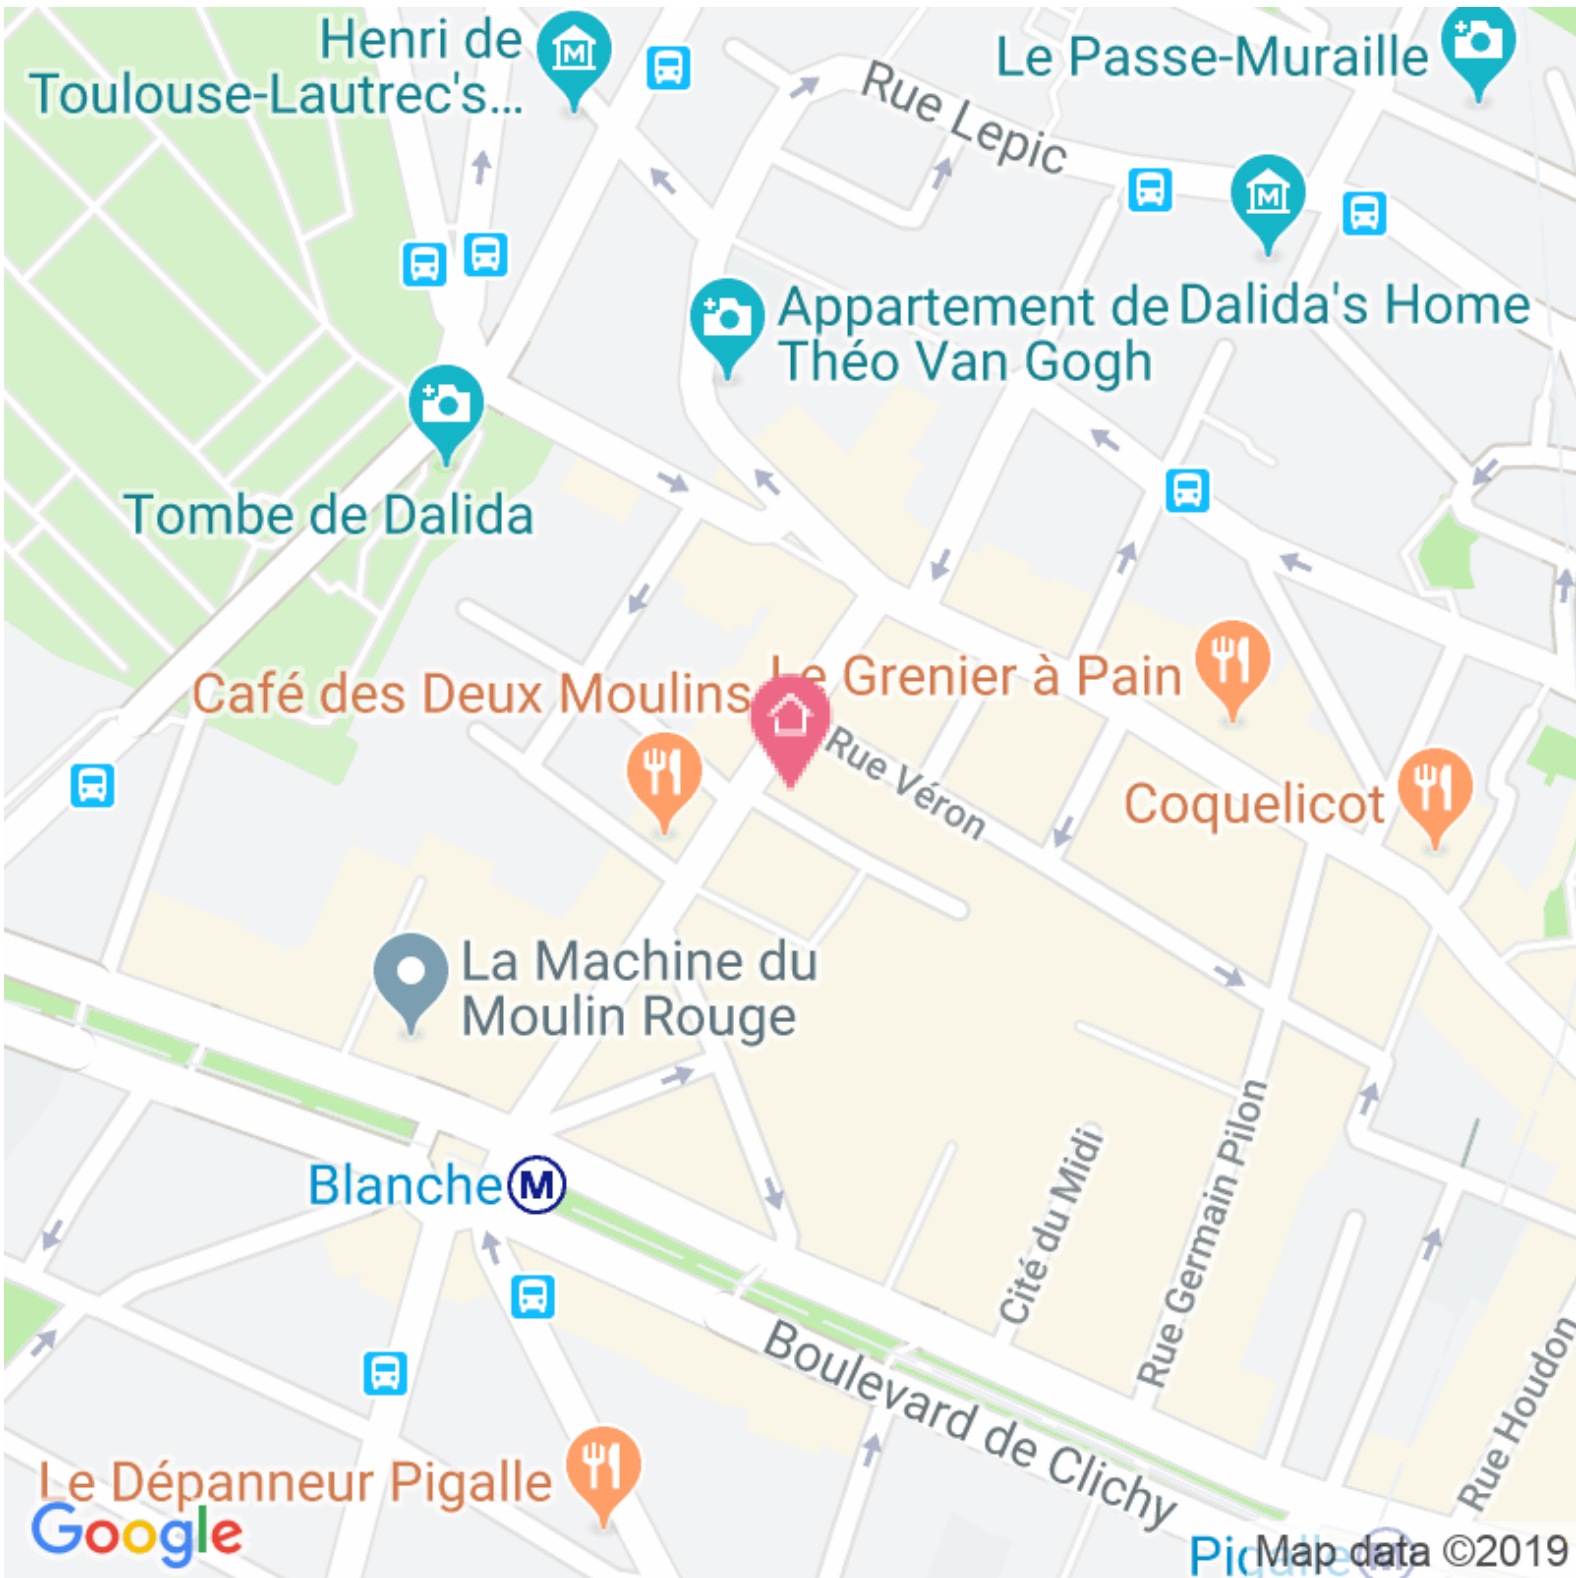 Henri de
Toulouse-Lautrec's...
Le Passe-Muraille
Rue Lepic
Appartement de
Théo Van Gogh
Dalida's Home
Tombe de Dalida
Café des Deux Moulins
Le Grenier à Pain
Rue Véron
Coquelicot
La Machine du
Moulin Rouge
Blanche
Cité du Midi
Rue Germain Pilon
Rue Houdon
Boulevard de Clichy
Le Dépanneur Pigalle
Google
Pigalle
Map data ©2019